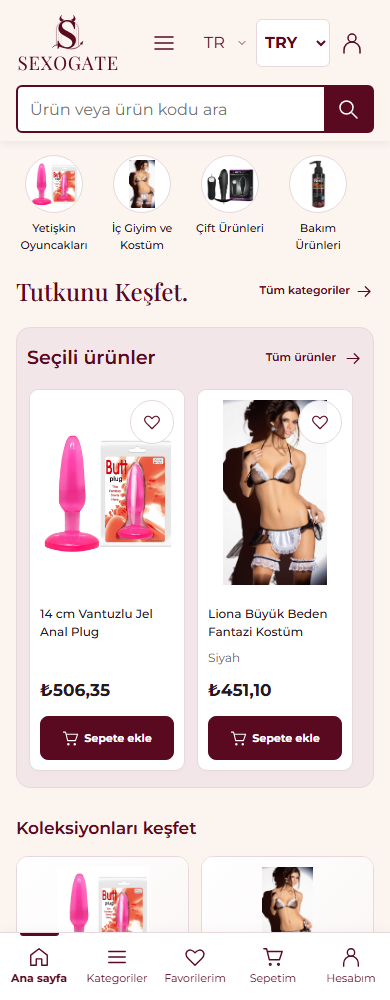 SEXOGATE
TR
TRY
Ürün veya ürün kodu ara
Yetişkin
Oyuncakları
İç Giyim ve
Kostüm
Çift Ürünleri
Bakım
Ürünleri
Tutkunu Keşfet.
Tüm kategoriler
Seçili ürünler
Tüm ürünler
Butt
plug
14 cm Vantuzlu Jel
Anal Plug
₺506,35
Sepete ekle
Liona Büyük Beden
Fantazi Kostüm
Siyah
₺451,10
Sepete ekle
Koleksiyonları keşfet
Ana sayfa
Kategoriler
Favorilerim
Sepetim
Hesabım